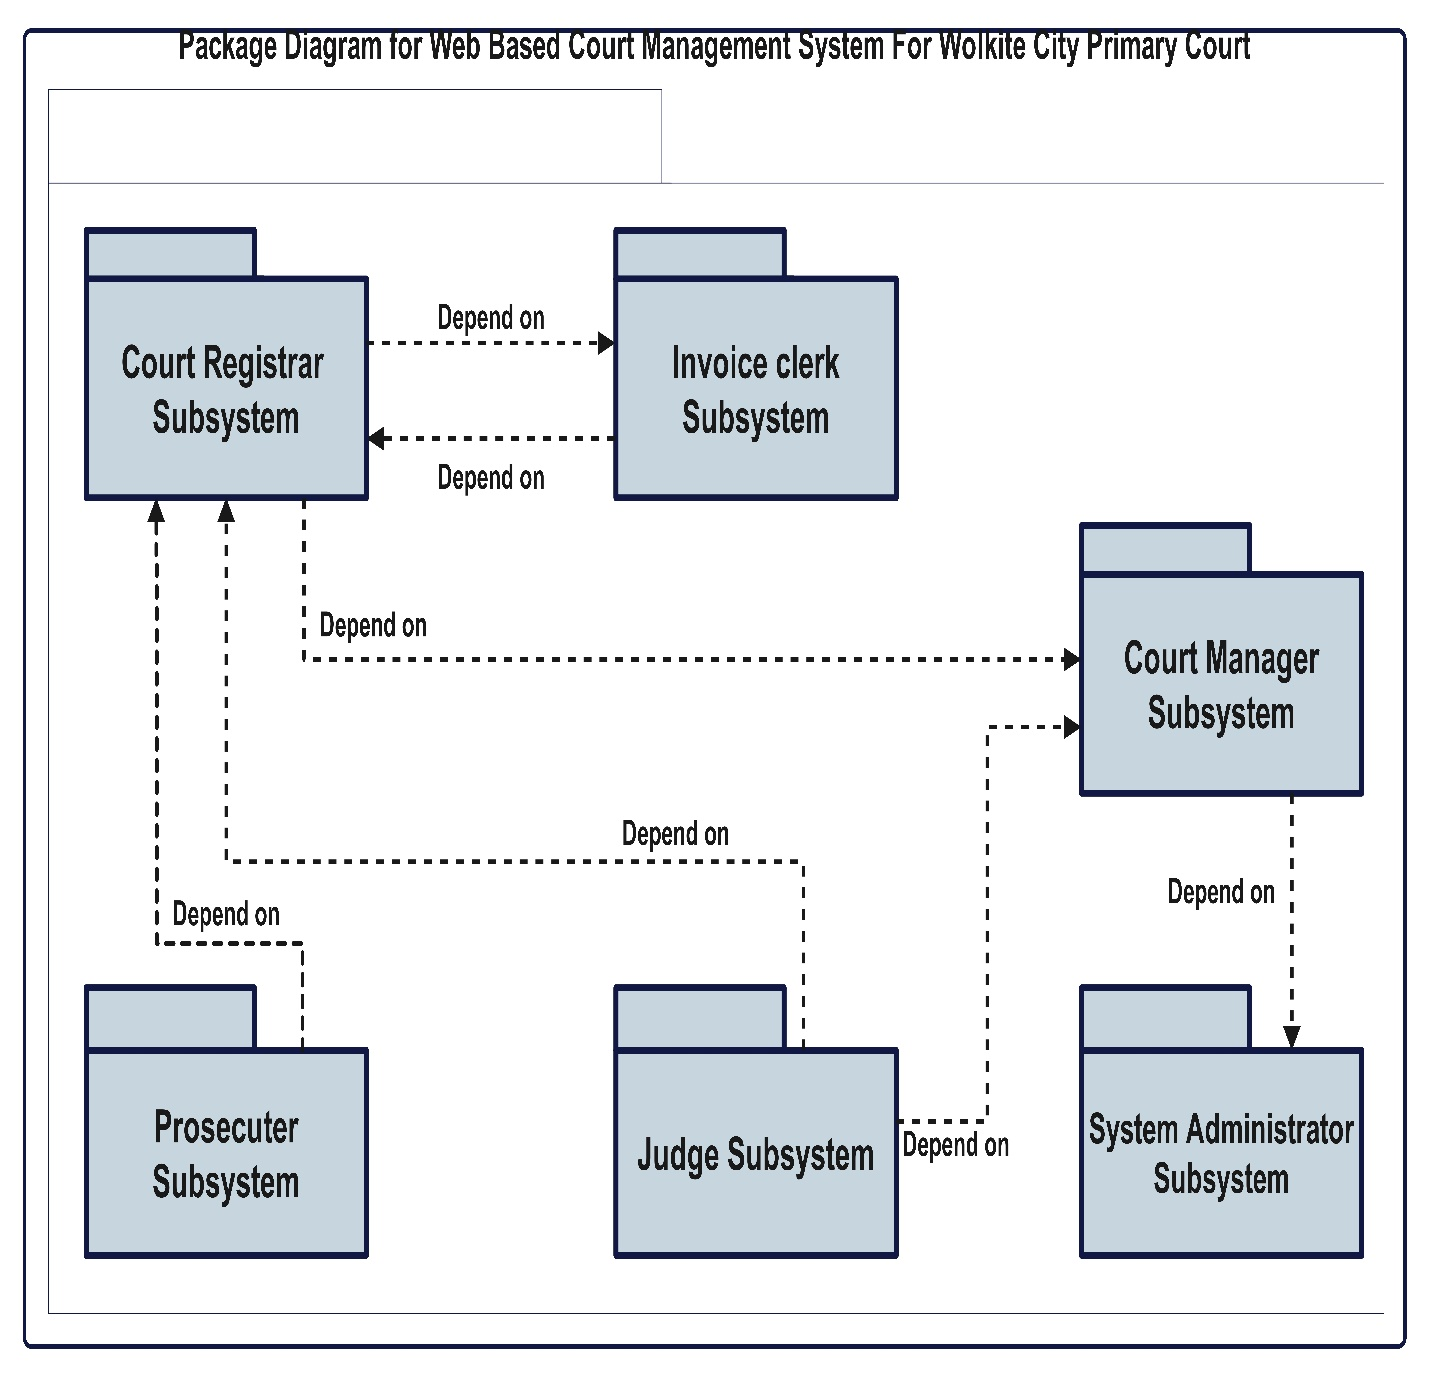 Package Diagram for Web Based Court Management System For Wolkite City Primary Court
Depend on
Court Registrar
Subsystem
Invoice clerk
Subsystem
Depend on
Depend on
Court Manager
Subsystem
Depend on
Depend on
Depend on
Prosecuter
Subsystem
Judge Subsystem
Depend on
System Administrator
Subsystem